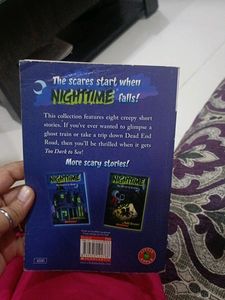 The scares start when
NIGHTTIME falls!
This collection features eight creepy short
stories. If you've ever wanted to glimpse a
ghost train or take a trip down Dead End
Road, then you'll be thrilled when it gets
Too Dark to See!
More scary stories!
NIGHTTIME
NIGHTTIME